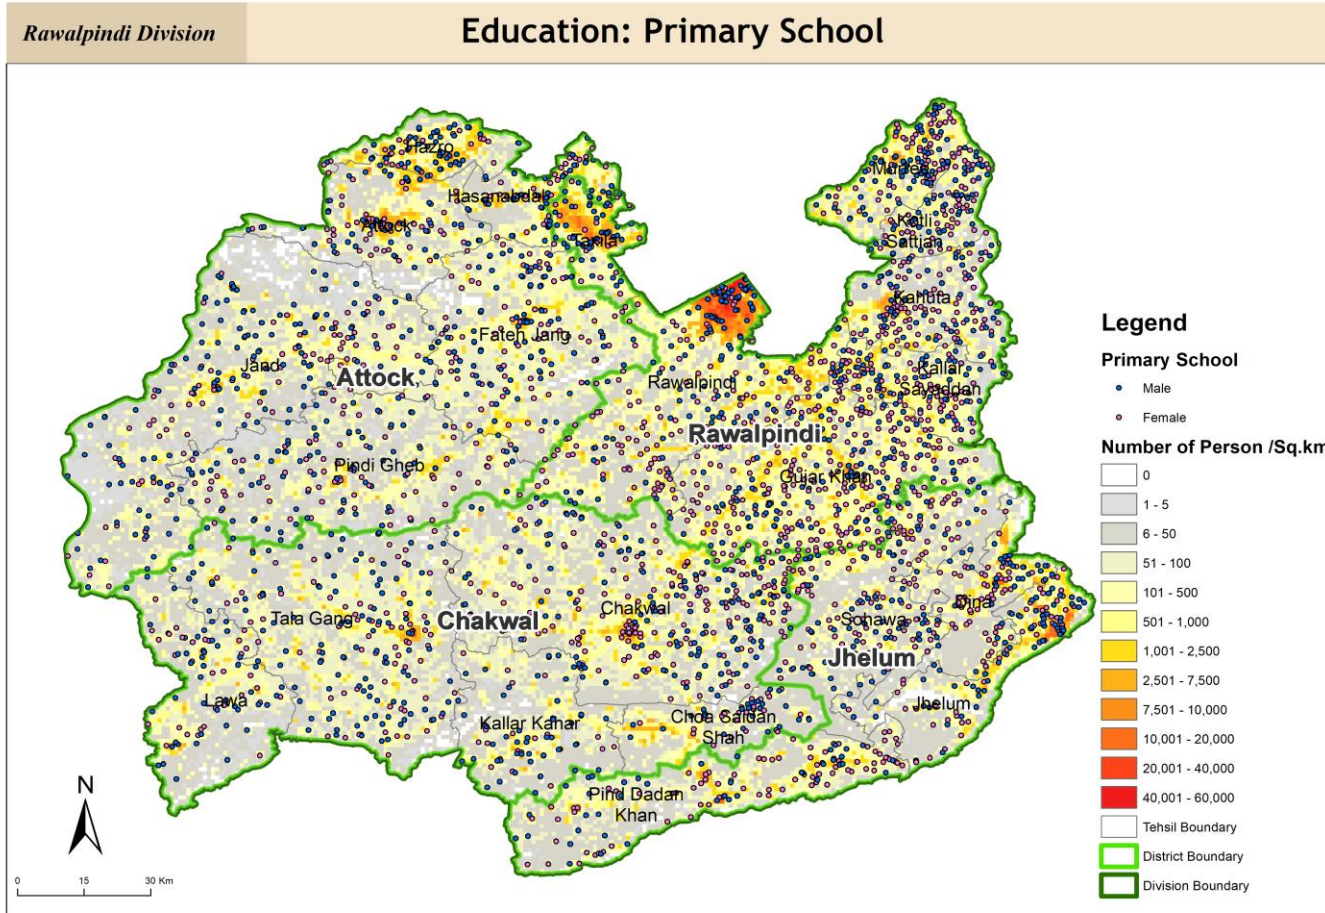 Rawalpindi Division
Education: Primary School
Hazro
Hasanabdal
Attock
Taxila
Murree
Kotli
Sattian
Kahuta
Fateh Jang
Jand
Attock
Rawalpindi
Kallar
Sayaddan
Rawalpindi
Pindi Gheb
Gujar Khan
Tala Gang
Chakwal
Chakwal
Sohawa
Dina
Jhelum
Lawa
Kallar Kahar
Choa Saidan
Shah
Jhelum
Pind Dadan
Khan
N
0 15 30 Km
Legend
Primary School
Male
Female
Number of Person /Sq.km
0
1 - 5
6 - 50
51 - 100
101 - 500
501 - 1,000
1,001 - 2,500
2,501 - 7,500
7,501 - 10,000
10,001 - 20,000
20,001 - 40,000
40,001 - 60,000
Tehsil Boundary
District Boundary
Division Boundary